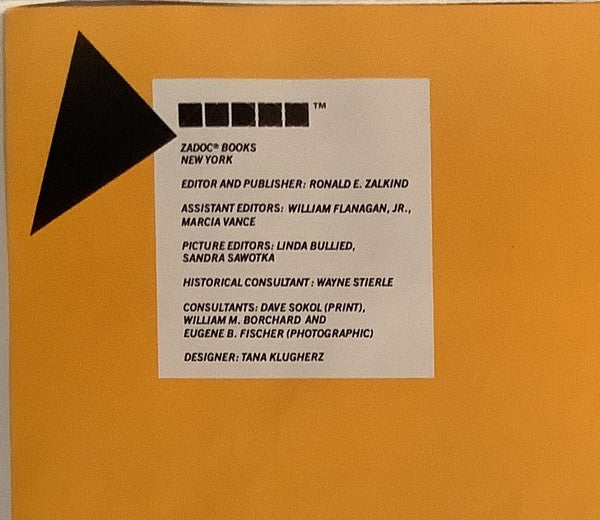 ™
ZADOC® BOOKS
NEW YORK
EDITOR AND PUBLISHER: RONALD E. ZALKIND
ASSISTANT EDITORS: WILLIAM FLANAGAN, JR.,
MARCIA VANCE
PICTURE EDITORS: LINDA BULLIED,
SANDRA SAWOTKA
HISTORICAL CONSULTANT: WAYNE STIERLE
CONSULTANTS: DAVE SOKOL (PRINT),
WILLIAM M. BORCHARD AND
EUGENE B. FISCHER (PHOTOGRAPHIC)
DESIGNER: TANA KLUGHERZ